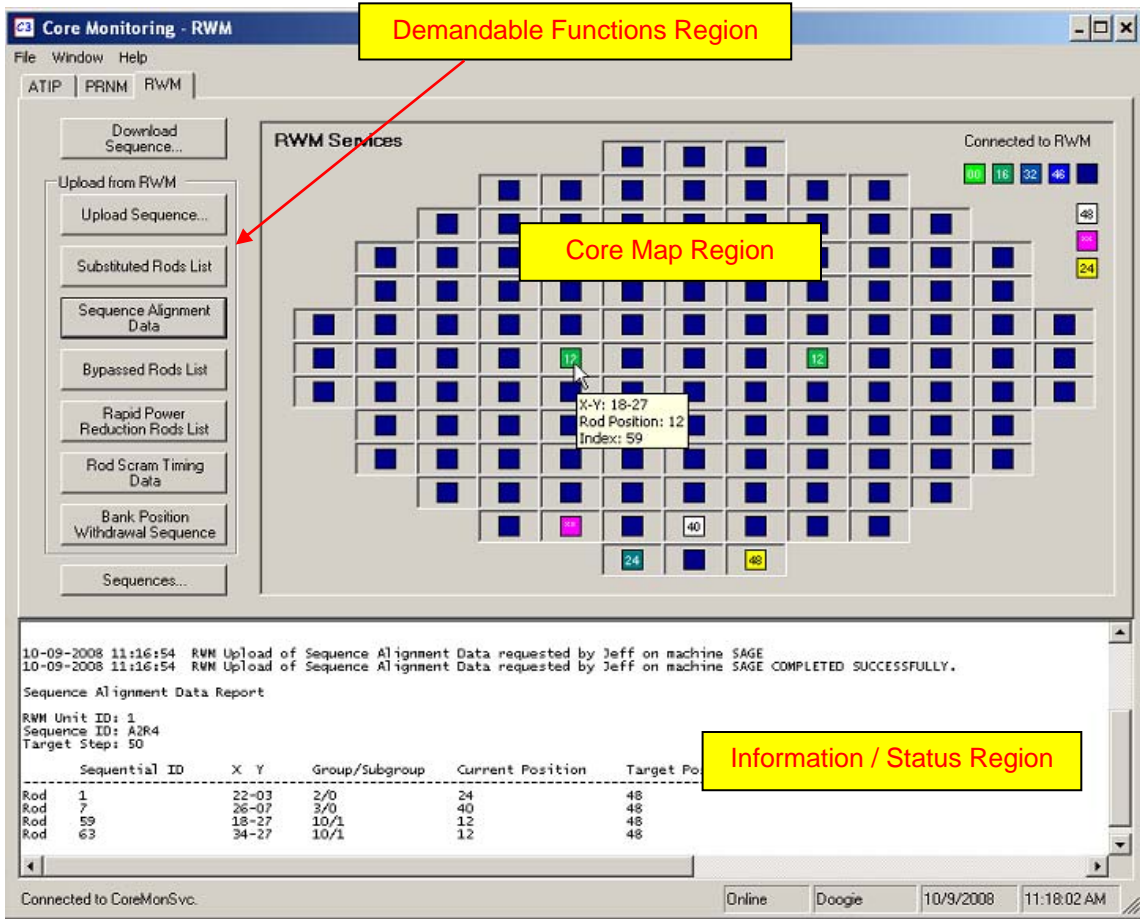 Core Monitoring - RWM
Demandable Functions Region
File Window Help
ATIP PRNM RWM
Download
Sequence...
Upload from RWM
Upload Sequence...
Substituted Rods List
Sequence Alignment
Data
Bypassed Rods List
Rapid Power
Reduction Rods List
Rod Scram Timing
Data
Bank Position
Withdrawal Sequence
Sequences...
RWM Services
Connected to RWM
00 16 32 46
48
**
24
Core Map Region
12 12
X-Y: 18-27
Rod Position: 12
Index: 59
** 40
24 48
10-09-2008 11:16:54 RWM Upload of Sequence Alignment Data requested by Jeff on machine SAGE
10-09-2008 11:16:54 RWM Upload of Sequence Alignment Data requested by Jeff on machine SAGE COMPLETED SUCCESSFULLY.
Sequence Alignment Data Report
RWM Unit ID: 1
Sequence ID: A2R4
Target Step: 50
Information / Status Region
Sequential ID X Y Group/Subgroup Current Position Target Po
Rod 1 22-03 2/0 24 48
Rod 7 26-07 3/0 40 48
Rod 59 18-27 10/1 12 48
Rod 63 34-27 10/1 12 48
Connected to CoreMonSvc. Online Doogie 10/9/2008 11:18:02 AM